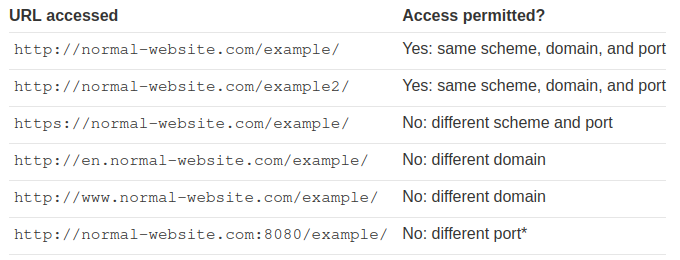 URL accessed Access permitted?
http://normal-website.com/example/ Yes: same scheme, domain, and port
http://normal-website.com/example2/ Yes: same scheme, domain, and port
https://normal-website.com/example/ No: different scheme and port
http://en.normal-website.com/example/ No: different domain
http://www.normal-website.com/example/ No: different domain
http://normal-website.com:8080/example/ No: different port*